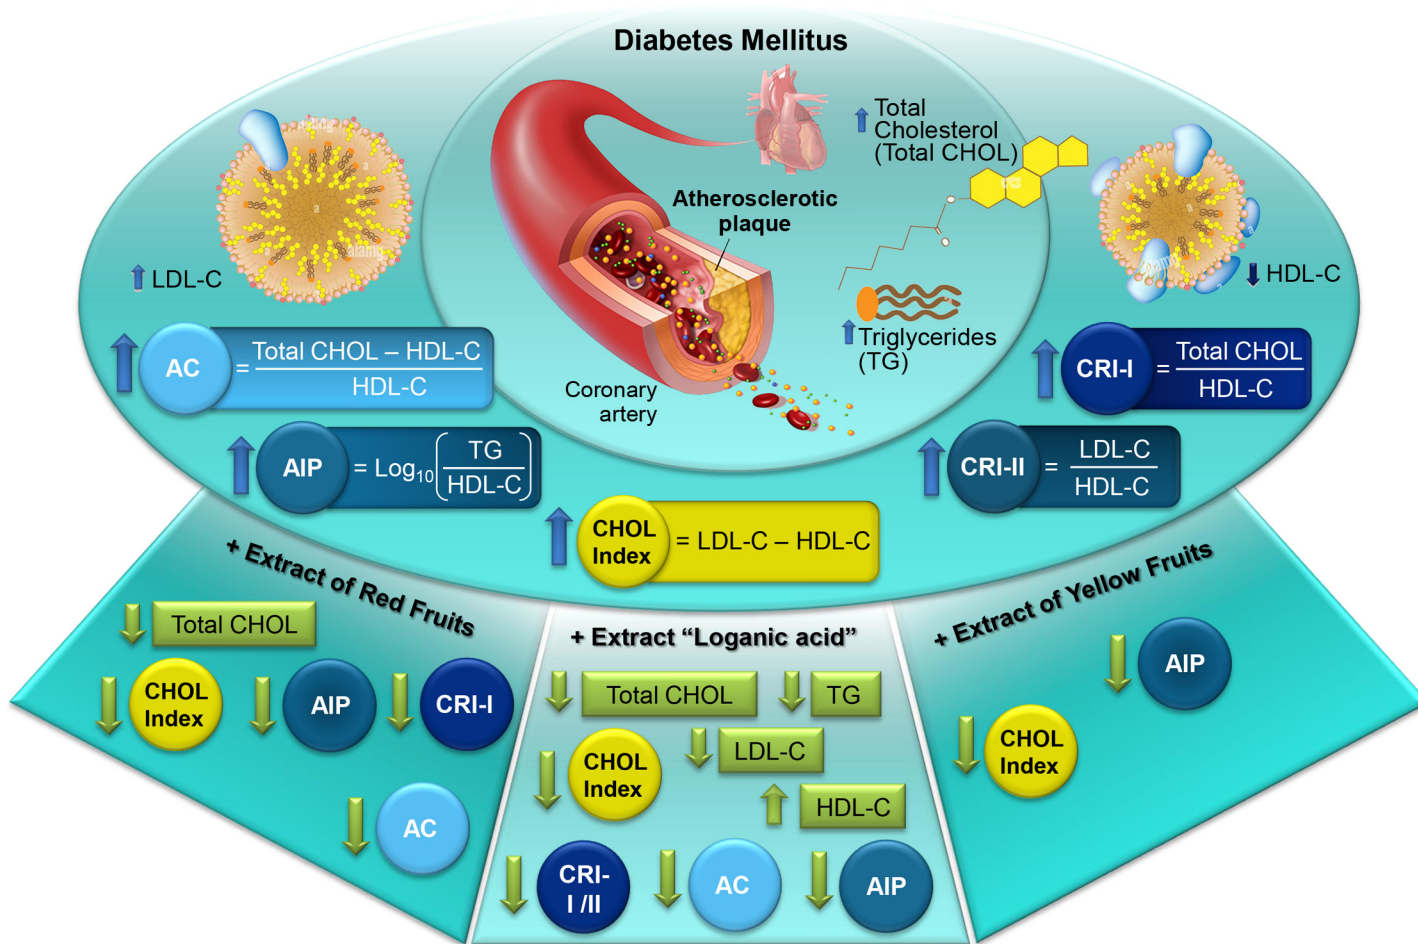 Diabetes Mellitus
Total
Cholesterol
(Total CHOL)
Atherosclerotic
plaque
LDL-C
HDL-C
Triglycerides
(TG)
Coronary
artery
AC = Total CHOL – HDL-C
HDL-C
CRI-I = Total CHOL
HDL-C
AIP = Log10 ( TG
HDL-C )
CRI-II = LDL-C
HDL-C
CHOL
Index = LDL-C – HDL-C
+ Extract of Red Fruits
Total CHOL
CHOL
Index
AIP
CRI-I
AC
+ Extract “Loganic acid”
Total CHOL
TG
LDL-C
CHOL
Index
HDL-C
CRI-
I /II
AC
AIP
+ Extract of Yellow Fruits
AIP
CHOL
Index